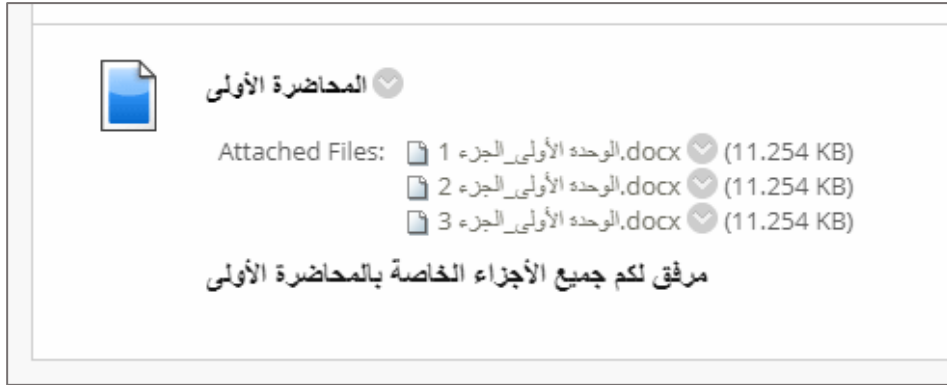 المحاضرة الأولى
Attached Files: الوحده الأولى_الجزء 1.docx (11.254 KB)
الوحده الأولى_الجزء 2.docx (11.254 KB)
الوحده الأولى_الجزء 3.docx (11.254 KB)
مرفق لكم جميع الأجزاء الخاصة بالمحاضرة الأولى